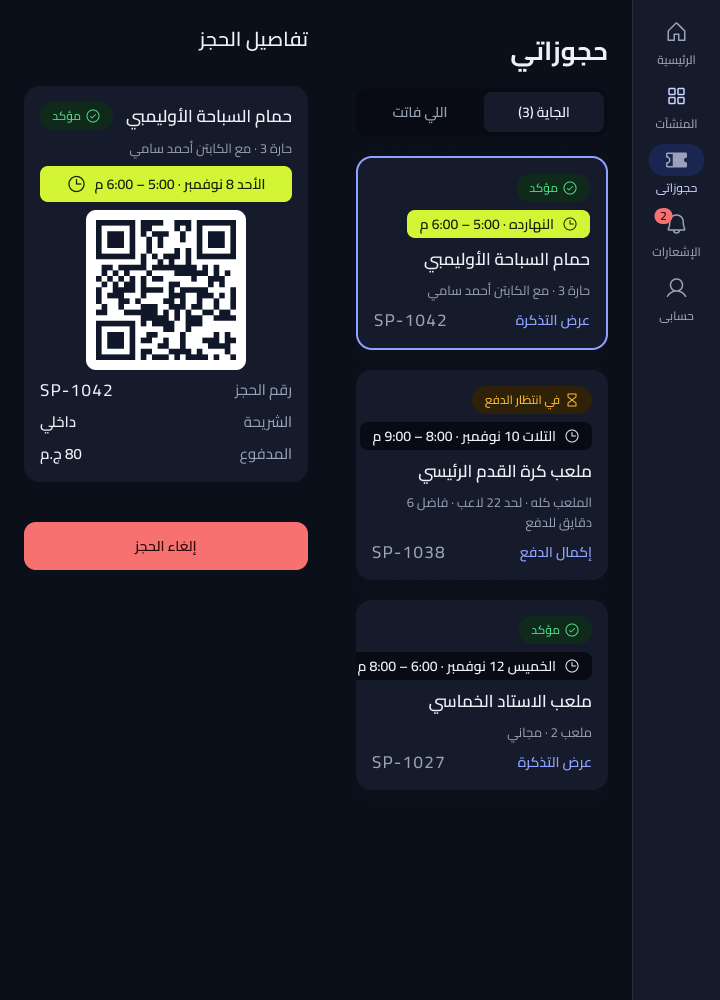 الرئيسية
المنشآت
حجوزاتي
2
الإشعارات
حسابي
حجوزاتي
الجاية (3)
اللي فاتت
مؤكد
النهارده · 5:00 – 6:00 م
حمام السباحة الأوليمبي
حارة 3 · مع الكابتن أحمد سامي
عرض التذكرة
SP-1042
في انتظار الدفع
التلات 10 نوفمبر · 8:00 – 9:00 م
ملعب كرة القدم الرئيسي
الملعب كله · لحد 22 لاعب · فاضل 6
دقايق للدفع
إكمال الدفع
SP-1038
مؤكد
الخميس 12 نوفمبر · 6:00 – 8:00 م
ملعب الاستاد الخماسي
ملعب 2 · مجاني
عرض التذكرة
SP-1027
تفاصيل الحجز
حمام السباحة الأوليمبي
مؤكد
حارة 3 · مع الكابتن أحمد سامي
الأحد 8 نوفمبر · 5:00 – 6:00 م
رقم الحجز
SP-1042
الشريحة
داخلي
المدفوع
80 ج.م
إلغاء الحجز